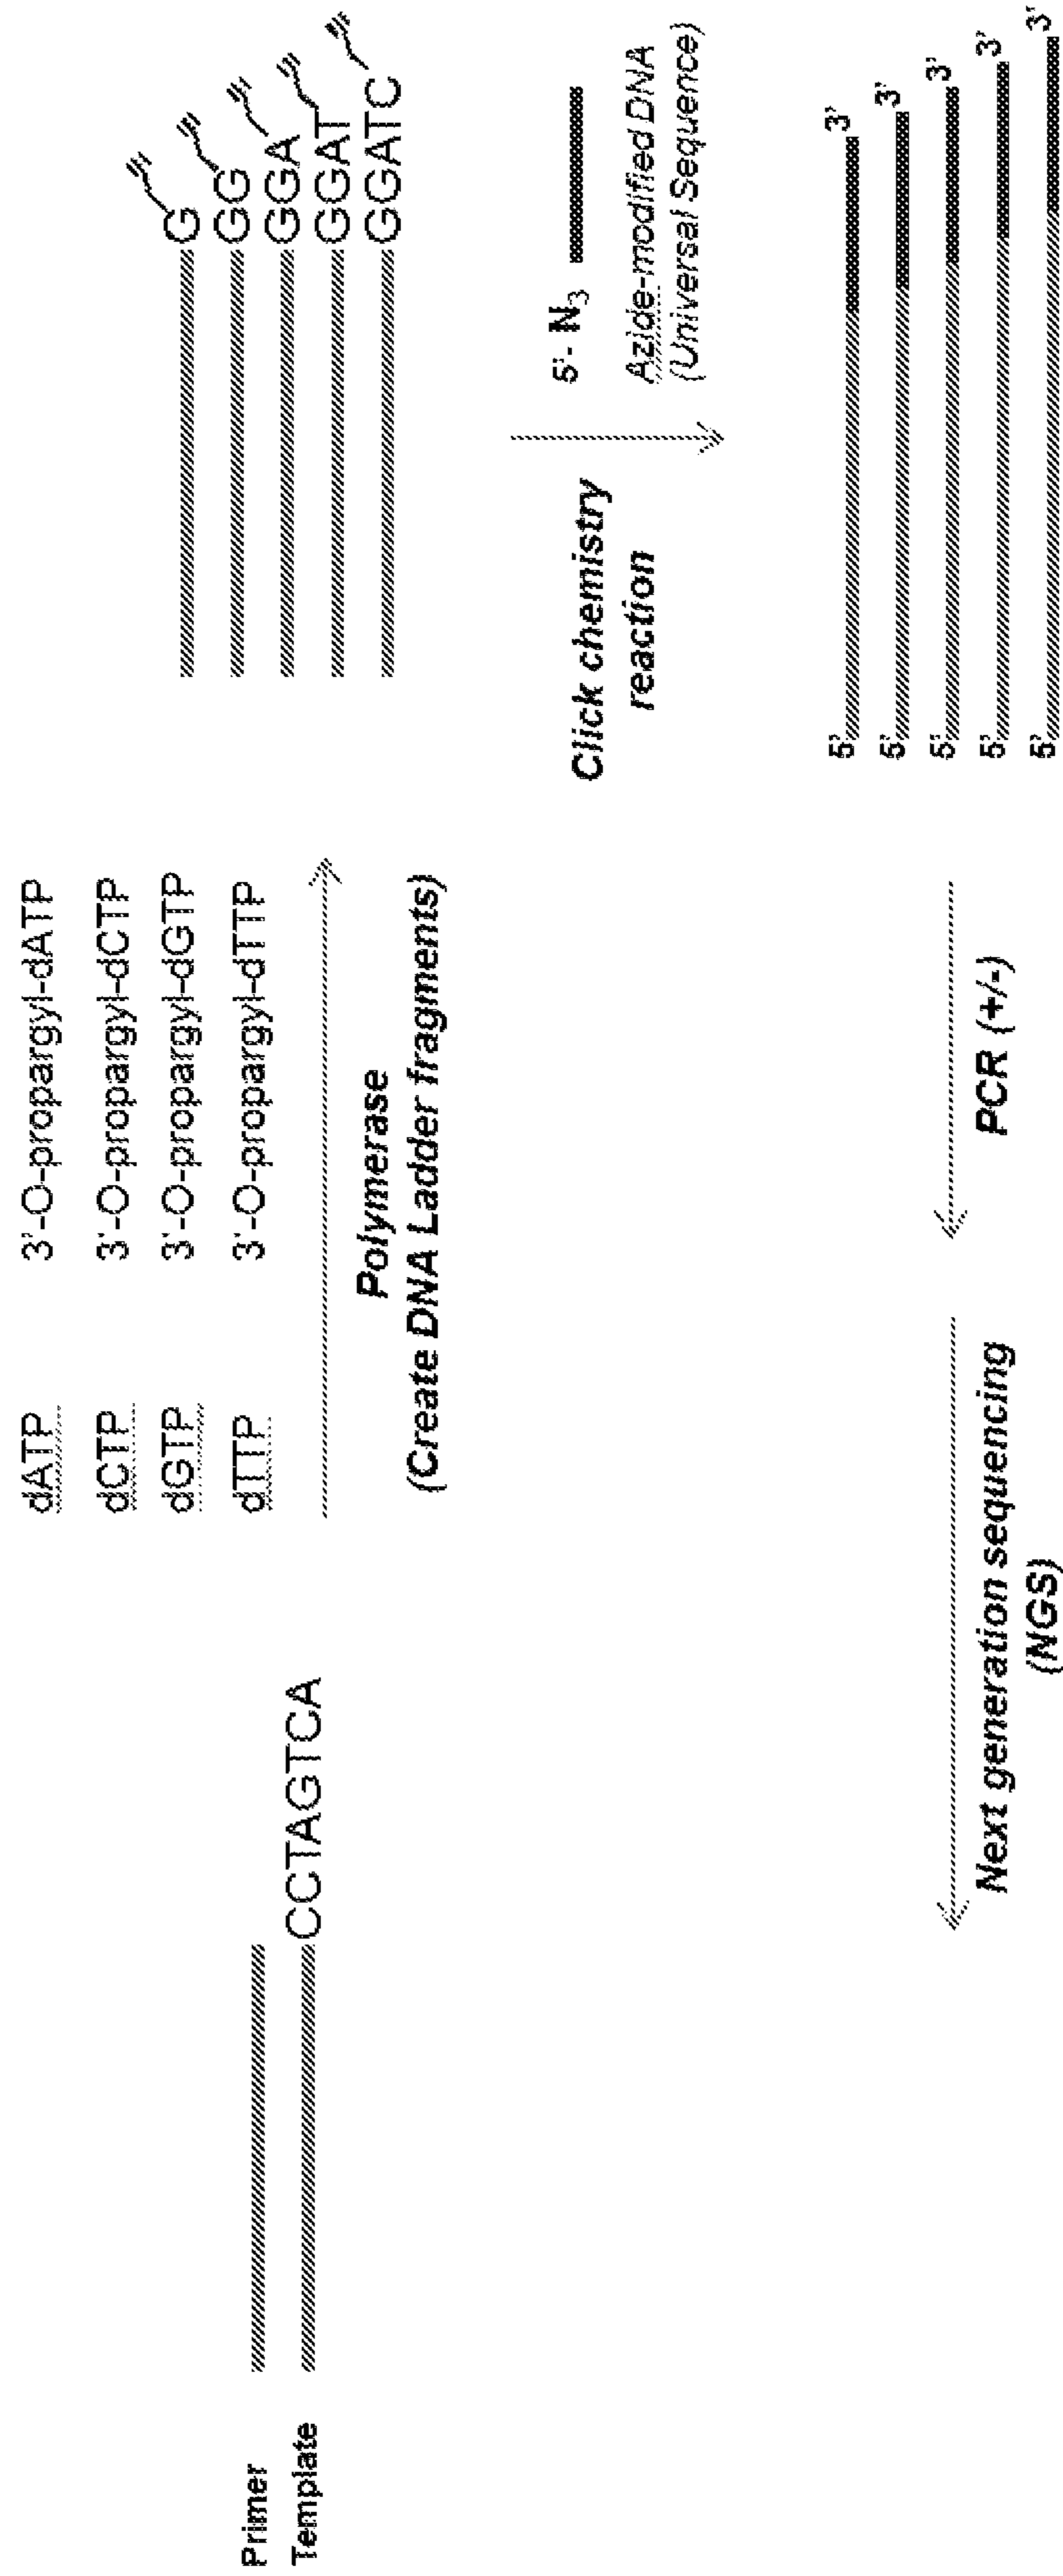 Primer
Template
CCTAGTCA
dATP 3'-O-propargyl-dATP
dCTP 3'-O-propargyl-dCTP
dGTP 3'-O-propargyl-dGTP
dTTP 3'-O-propargyl-dTTP
Polymerase
(Create DNA Ladder fragments)
G
GG
GGA
GGAT
GGATC
Click chemistry
reaction
5'- N₃
Azide-modified DNA
(Universal Sequence)
5' 3'
5' 3'
5' 3'
5' 3'
5' 3'
PCR (+/-)
Next generation sequencing
(NGS)